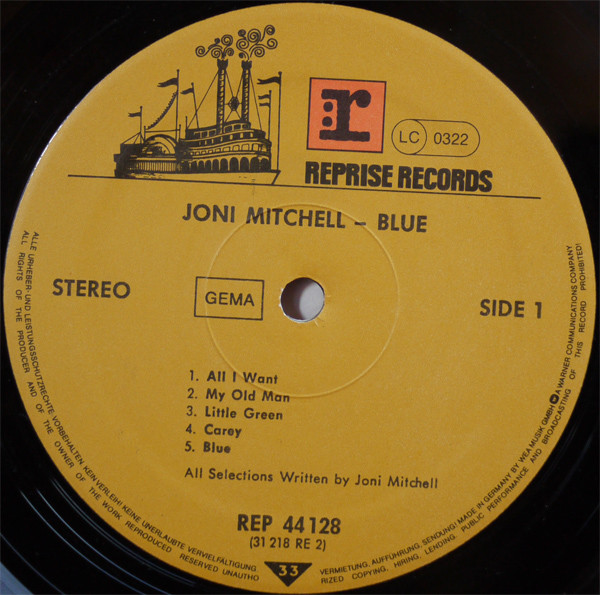 r
LC 0322
REPRISE RECORDS
JONI MITCHELL – BLUE
STEREO
GEMA
SIDE 1
1. All I Want
2. My Old Man
3. Little Green
4. Carey
5. Blue
All Selections Written by Joni Mitchell
REP 44 128
(31 218 RE 2)
33
ALLE URHEBER- UND LEISTUNGSSCHUTZRECHTE VORBEHALTEN KEIN VERLEIH! KEINE UNERLAUBTE VERVIELFÄLTIGUNG, VERMIETUNG, AUFFÜHRUNG, SENDUNG! MADE IN GERMANY BY WEA MUSIK GMBH A WARNER COMMUNICATIONS COMPANY
ALL RIGHTS OF THE PRODUCER AND OF THE OWNER OF THE WORK REPRODUCED RESERVED UNAUTHO RIZED COPYING, HIRING, LENDING, PUBLIC PERFORMANCE AND BROADCASTING OF THIS RECORD PROHIBITED!